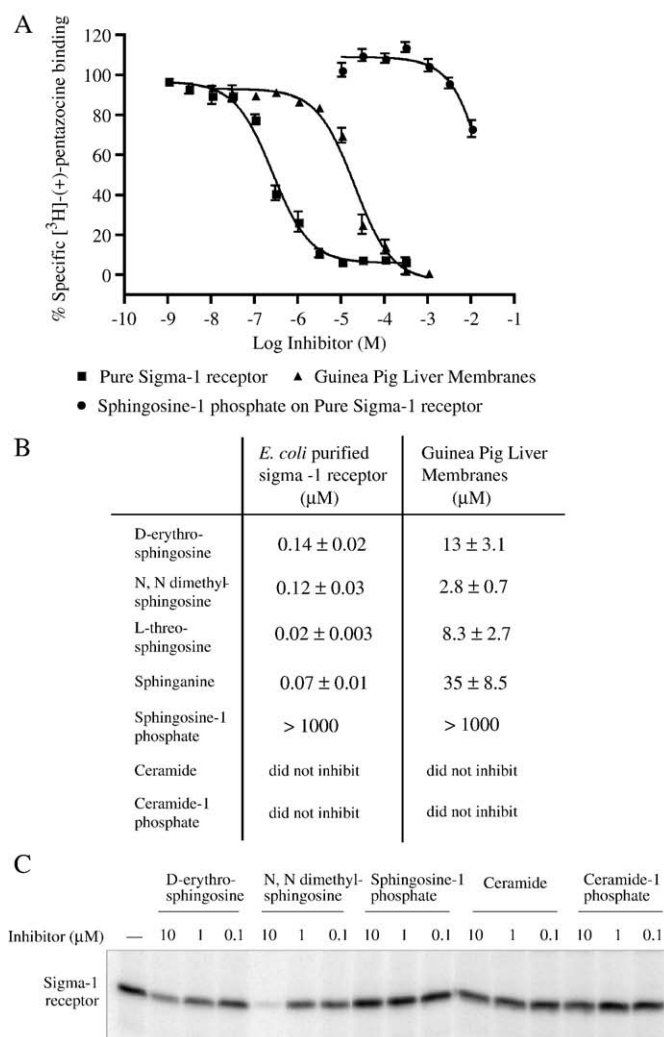 A
% Specific [³H]-(+)-pentazocine binding
120
100
80
60
40
20
0
-10 -9 -8 -7 -6 -5 -4 -3 -2 -1
Log Inhibitor (M)
■ Pure Sigma-1 receptor ▲ Guinea Pig Liver Membranes
● Sphingosine-1 phosphate on Pure Sigma-1 receptor
B
E. coli purified sigma -1 receptor (µM) Guinea Pig Liver Membranes (µM)
D-erythro-sphingosine 0.14 ± 0.02 13 ± 3.1
N, N dimethyl-sphingosine 0.12 ± 0.03 2.8 ± 0.7
L-threo-sphingosine 0.02 ± 0.003 8.3 ± 2.7
Sphinganine 0.07 ± 0.01 35 ± 8.5
Sphingosine-1 phosphate > 1000 > 1000
Ceramide did not inhibit did not inhibit
Ceramide-1 phosphate did not inhibit did not inhibit
C
D-erythro-sphingosine N, N dimethyl-sphingosine Sphingosine-1 phosphate Ceramide Ceramide-1 phosphate
Inhibitor (µM) — 10 1 0.1 10 1 0.1 10 1 0.1 10 1 0.1 10 1 0.1
Sigma-1 receptor